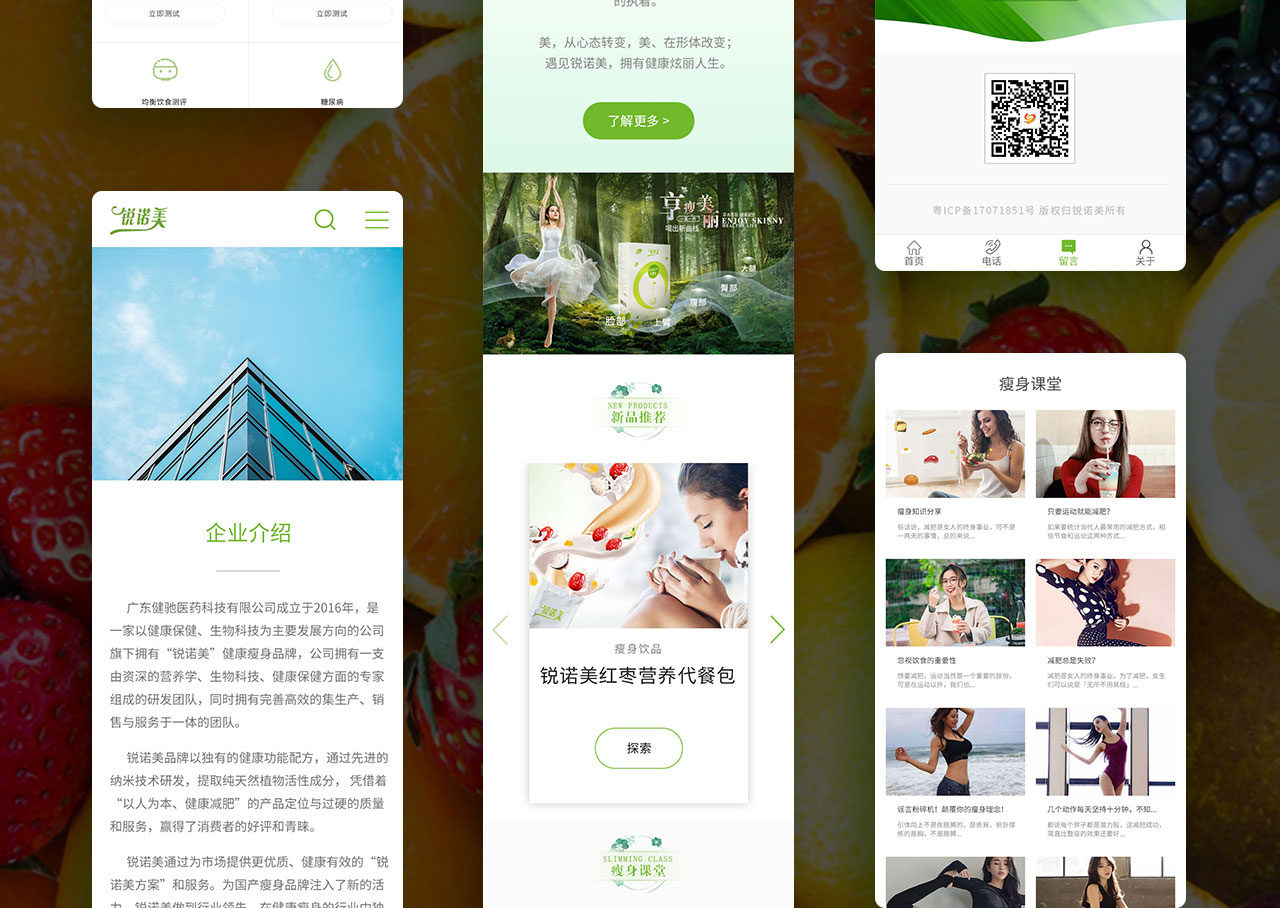 立即测试
立即测试
均衡饮食测评
糖尿病
锐诺美
企业介绍
广东健驰医药科技有限公司成立于2016年，是
一家以健康保健、生物科技为主要发展方向的公司
旗下拥有“锐诺美”健康瘦身品牌，公司拥有一支
由资深的营养学、生物科技、健康保健方面的专家
组成的研发团队，同时拥有完善高效的集生产、销
售与服务于一体的团队。
锐诺美品牌以独有的健康功能配方，通过先进的
纳米技术研发，提取纯天然植物活性成分， 凭借着
“以人为本、健康减肥”的产品定位与过硬的质量
和服务，赢得了消费者的好评和青睐。
锐诺美通过为市场提供更优质、健康有效的“锐
诺美方案”和服务。为国产瘦身品牌注入了新的活
力，锐诺美做到行业领先，在健康瘦身的行业中独
的执着。
美，从心态转变，美、在形体改变；
遇见锐诺美，拥有健康炫丽人生。
了解更多 >
享瘦美丽
喝出新曲线
ENJOY SKINNY
HEALTHY LIFE
大腿
臀部
腹部
上臂
脸部
NEW PRODUCTS
新品推荐
锐诺美
瘦身饮品
锐诺美红枣营养代餐包
探索
SLIMMING CLASS
瘦身课堂
粤ICP备17071851号 版权归锐诺美所有
首页
电话
留言
关于
瘦身课堂
瘦身知识分享
俗话说，减肥是女人的终身事业，可不是
一两天的事情，总的来说...
只要运动就能减肥？
如果要统计当代人最常用的减肥方式，相
信节食和运动这两种方式...
忽视饮食的重要性
想要减肥，运动当然是一个重要的部份。
可是在运动以外，我们也...
减肥总是失败？
减肥是女人的终身事业。为了减肥，女生
们可以说是「无所不用其极」...
谣言粉碎机！颠覆你的瘦身理念！
引体向上不是练胳膊的，是练背。俯卧撑
练的是胸，不是胳膊...
几个动作每天坚持十分钟，不知...
都说每个胖子都是潜力股，这减肥成功，
简直比整容的效果还要好...